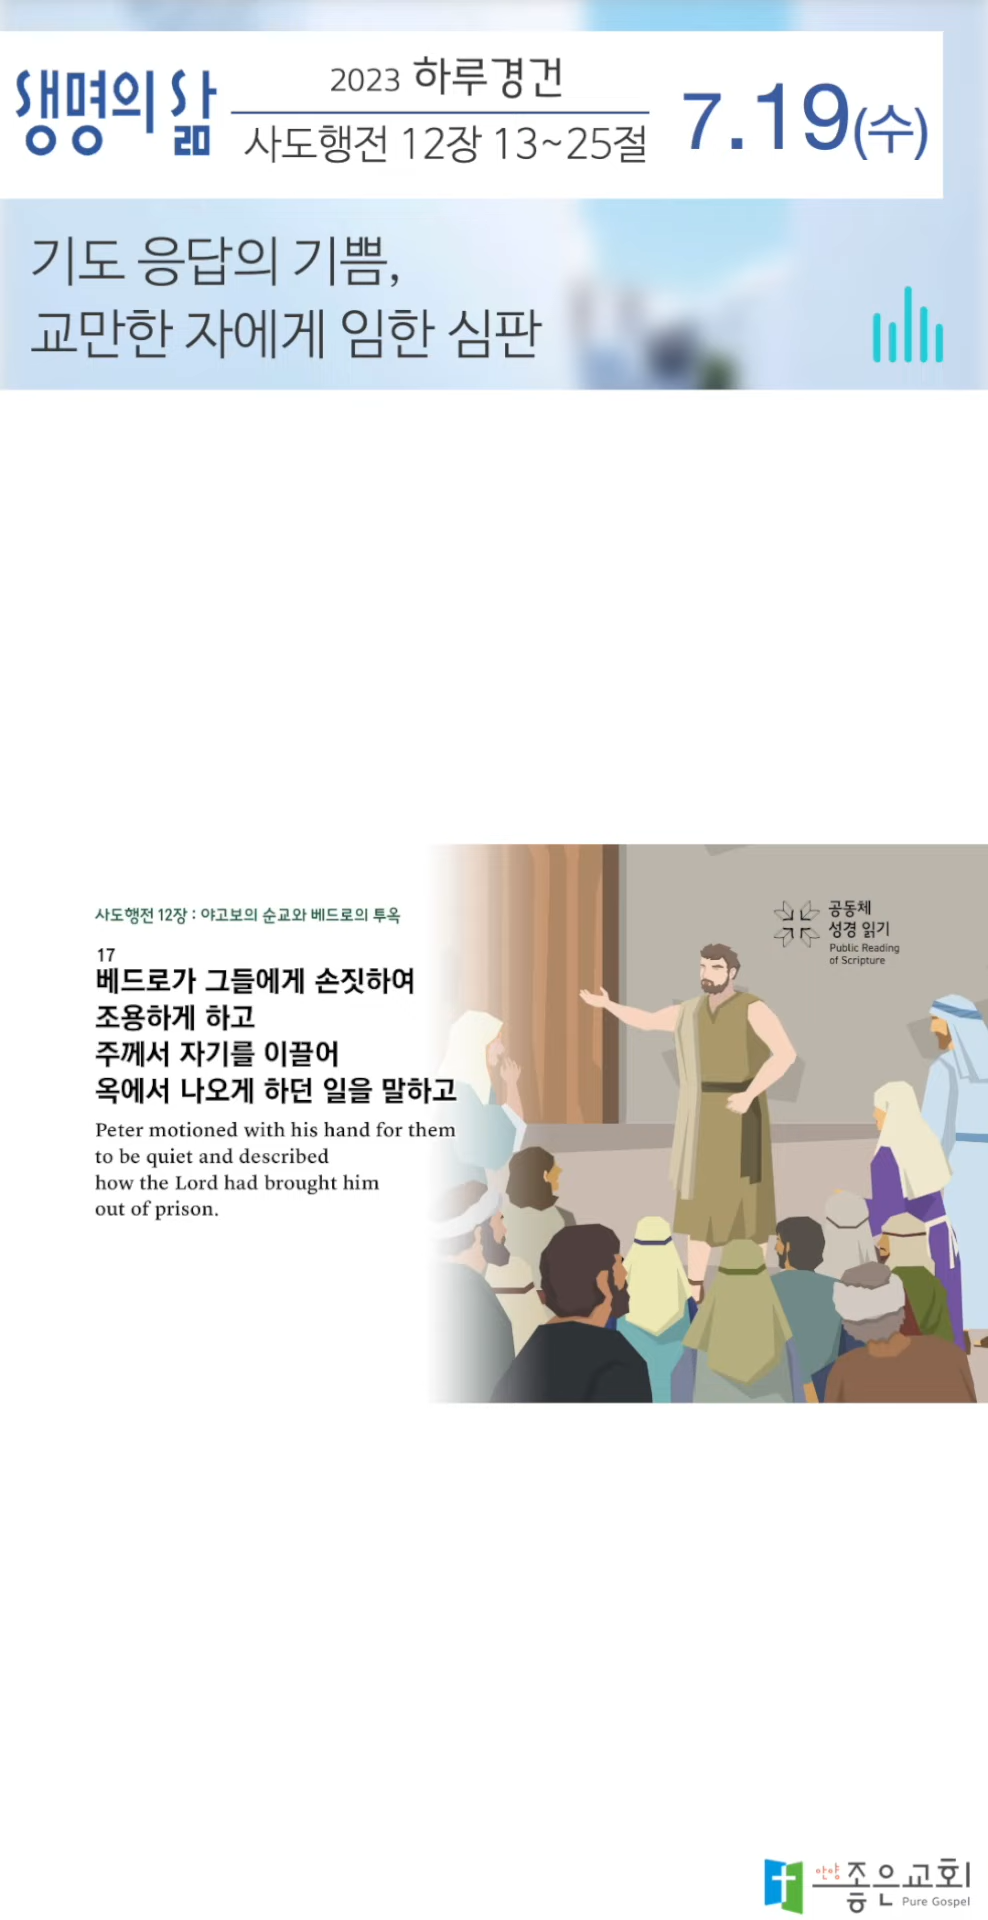 생명의 삶
2023 하루경건
사도행전 12장 13~25절
7.19(수)
기도 응답의 기쁨,
교만한 자에게 임한 심판
사도행전 12장 : 야고보의 순교와 베드로의 투옥
17
베드로가 그들에게 손짓하여
조용하게 하고
주께서 자기를 이끌어
옥에서 나오게 하던 일을 말하고
Peter motioned with his hand for them
to be quiet and described
how the Lord had brought him
out of prison.
공동체
성경 읽기
Public Reading
of Scripture
안양 좋은교회
Pure Gospel